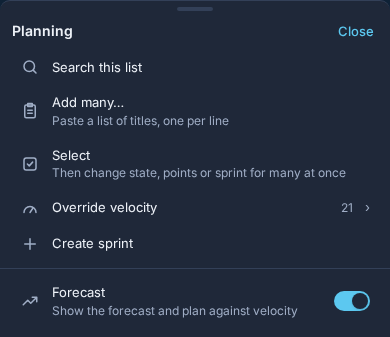 Planning
Close
Search this list
Add many...
Paste a list of titles, one per line
Select
Then change state, points or sprint for many at once
Override velocity
21
Create sprint
Forecast
Show the forecast and plan against velocity